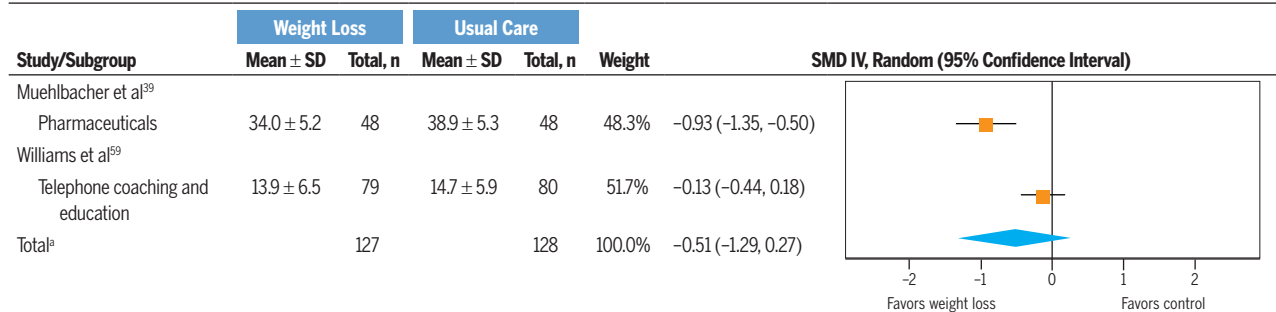 Weight Loss Usual Care
Study/Subgroup Mean ± SD Total, n Mean ± SD Total, n Weight SMD IV, Random (95% Confidence Interval)
Muehlbacher et al³⁹
Pharmaceuticals 34.0 ± 5.2 48 38.9 ± 5.3 48 48.3% −0.93 (−1.35, −0.50)
Williams et al⁵⁹
Telephone coaching and 13.9 ± 6.5 79 14.7 ± 5.9 80 51.7% −0.13 (−0.44, 0.18)
education
Totalᵃ 127 128 100.0% −0.51 (−1.29, 0.27)
−2 −1 0 1 2
Favors weight loss Favors control